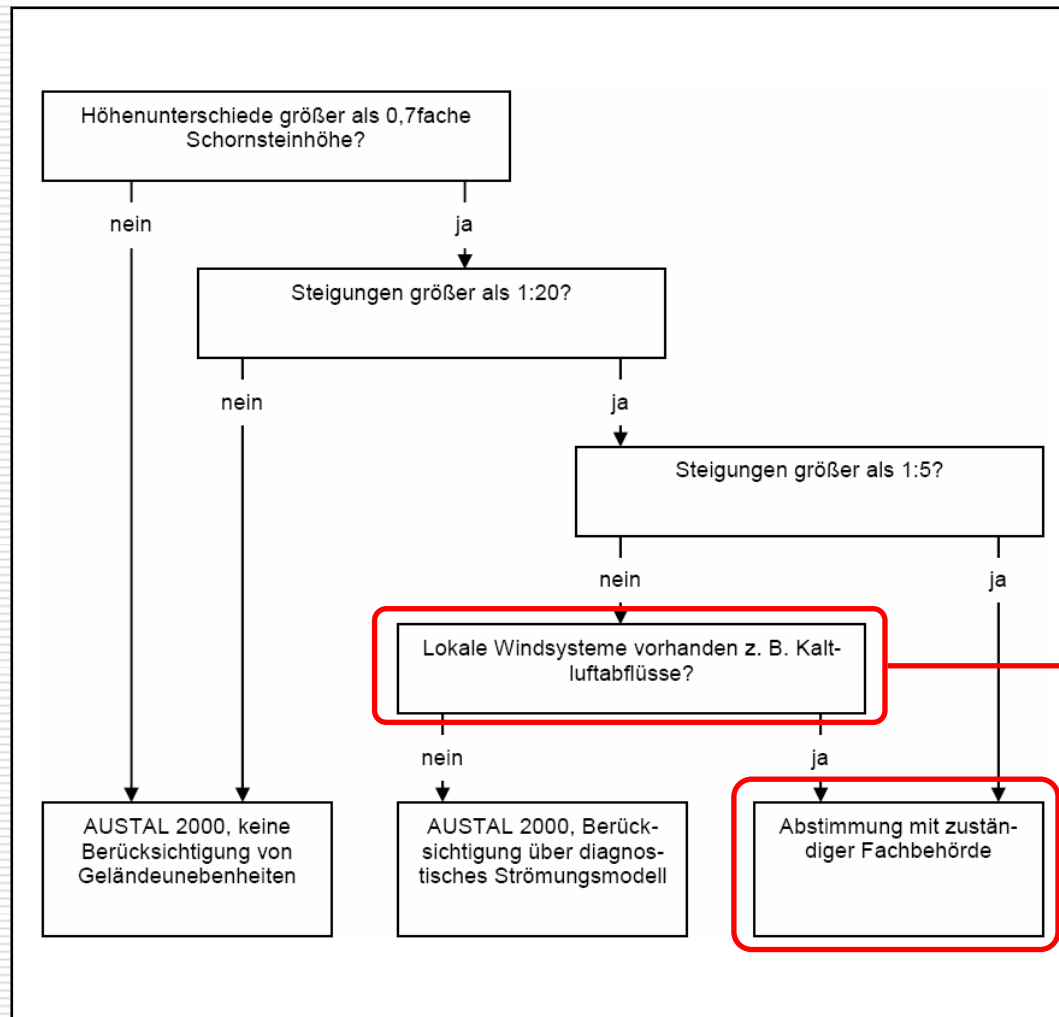 Höhenunterschiede größer als 0,7fache
Schornsteinhöhe?
nein
ja
Steigungen größer als 1:20?
nein
ja
Steigungen größer als 1:5?
nein
ja
Lokale Windsysteme vorhanden z. B. Kalt-
luftabflüsse?
nein
ja
AUSTAL 2000, keine
Berücksichtigung von
Geländeunebenheiten
AUSTAL 2000, Berück-
sichtigung über diagnos-
tisches Strömungsmodell
Abstimmung mit zustän-
diger Fachbehörde